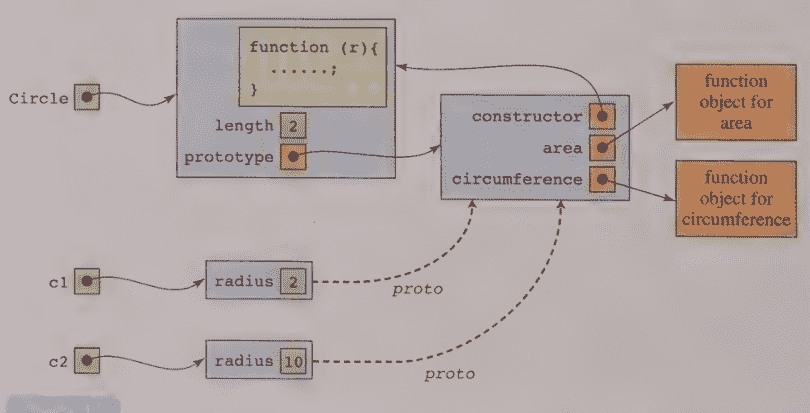 function (r){
......;
}
Circle
length 2
prototype
constructor
area
circumference
function
object for
area
function
object for
circumference
c1
radius 2
proto
c2
radius 10
proto